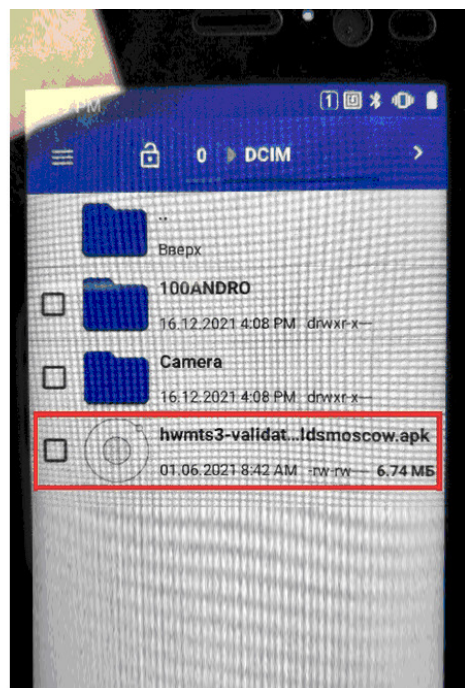 PM
1
0 DCIM
..
Вверх
100ANDRO
16.12.2021 4:08 PM drwxr-x—
Camera
16.12.2021 4:08 PM drwxr-x—
hwmts3-validat...ldsmoscow.apk
01.06.2021 8:42 AM -rw-rw—— 6.74 МБ